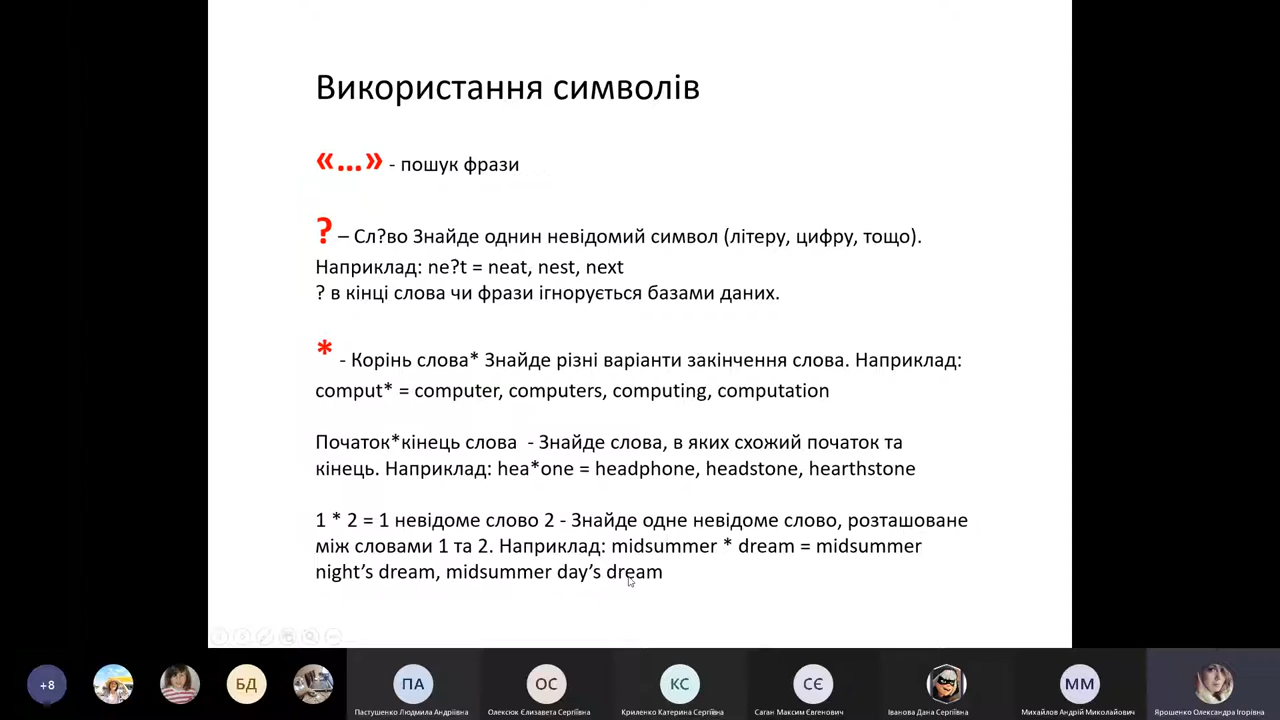 Використання символів
«...» - пошук фрази
? – Сл?во Знайде однин невідомий символ (літеру, цифру, тощо).
Наприклад: ne?t = neat, nest, next
? в кінці слова чи фрази ігнорується базами даних.
* - Корінь слова* Знайде різні варіанти закінчення слова. Наприклад:
comput* = computer, computers, computing, computation
Початок*кінець слова - Знайде слова, в яких схожий початок та
кінець. Наприклад: hea*one = headphone, headstone, hearthstone
1 * 2 = 1 невідоме слово 2 - Знайде одне невідоме слово, розташоване
між словами 1 та 2. Наприклад: midsummer * dream = midsummer
night’s dream, midsummer day’s dream
+8 БД ПА ОС КС СЄ ММ
Пастушенко Людмила Андріївна Олексюк Єлизавета Сергіївна Криленко Катерина Сергіївна Саган Максим Євгенович Іванова Дана Сергіївна Михайлов Андрій Миколайович Ярошенко Олександра Ігорівна